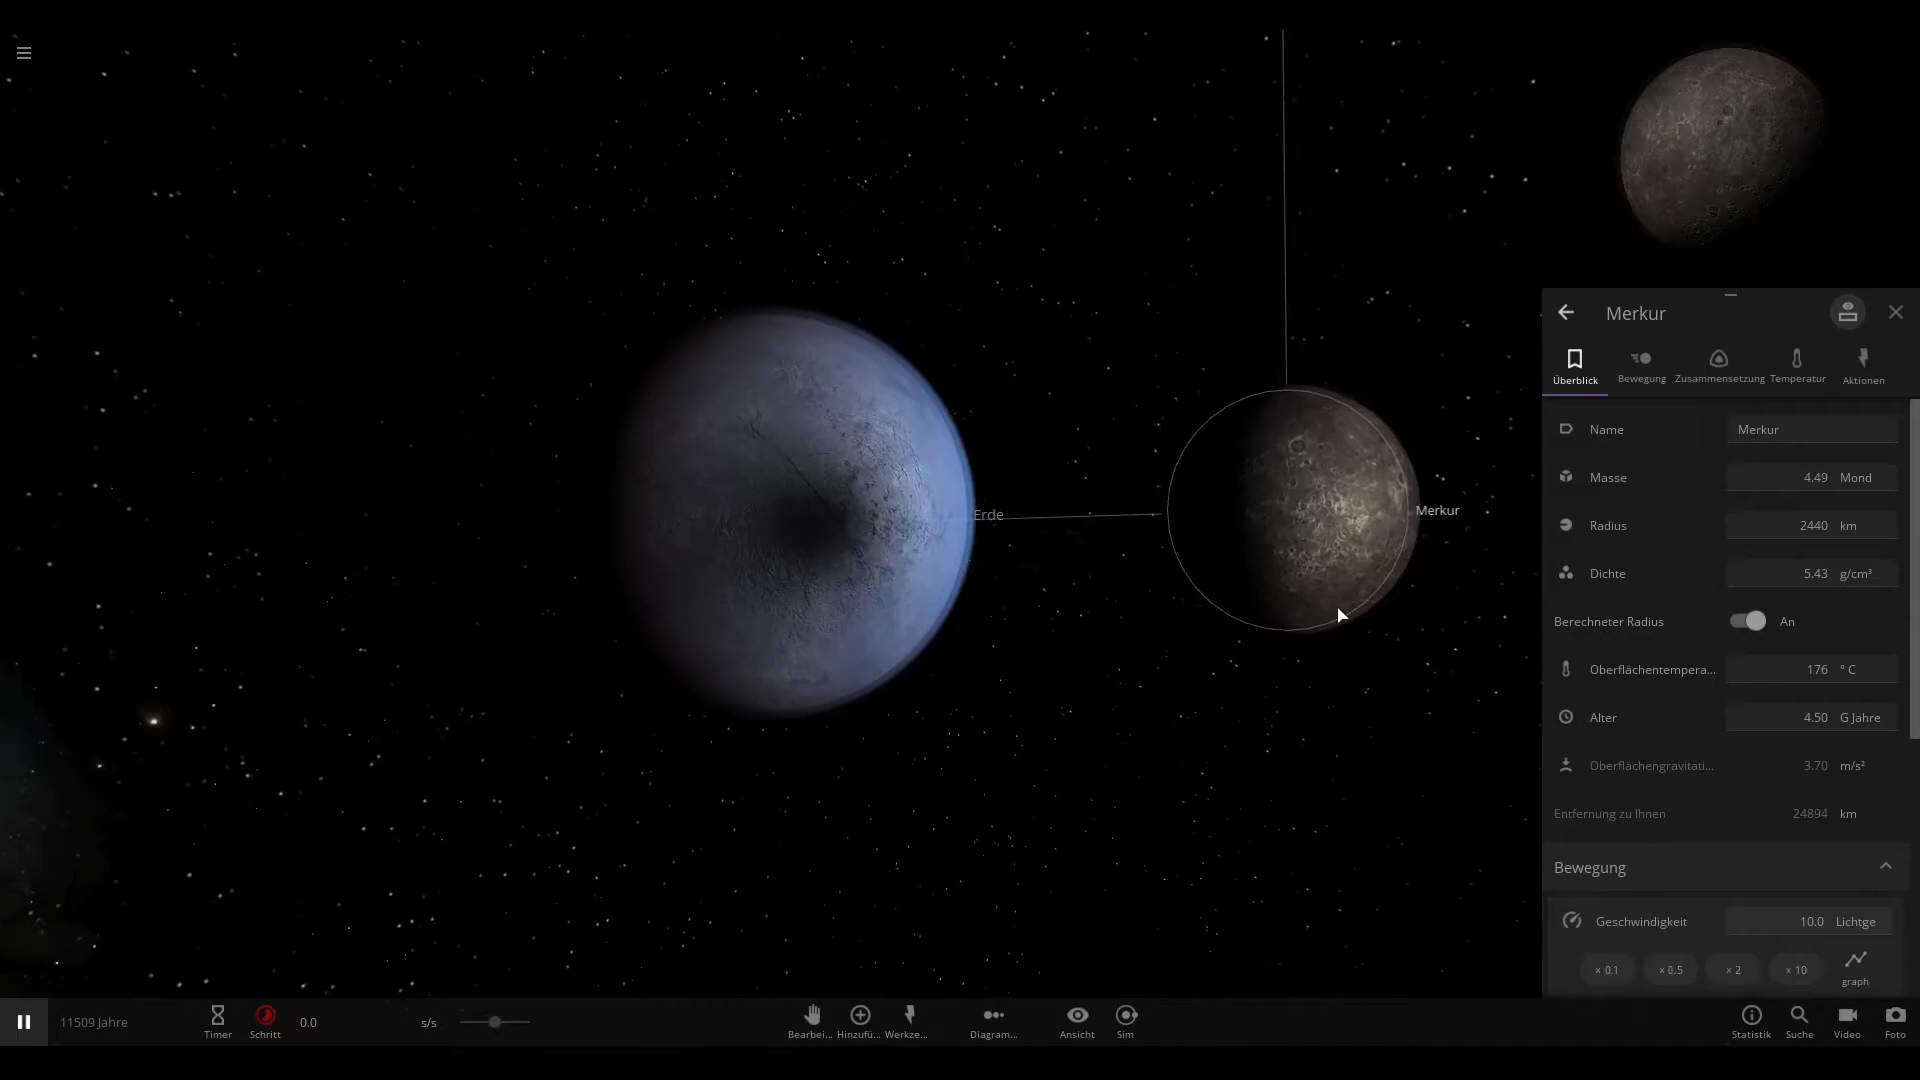 Merkur
Überblick
Bewegung
Zusammensetzung
Temperatur
Aktionen
Name Merkur
Masse 4.49 Mond
Radius 2440 km
Dichte 5.43 g/cm³
Berechneter Radius An
Oberflächentempera... 176 ° C
Alter 4.50 G Jahre
Oberflächengravitati... 3.70 m/s²
Entfernung zu Ihnen 24894 km
Bewegung
Geschwindigkeit 10.0 Lichtge
× 0.1 × 0.5 × 2 × 10 graph
Erde
Merkur
11509 Jahre
Timer
Schritt
0.0 s/s
Bearbei...
Hinzufü...
Werkze...
Diagram...
Ansicht
Sim
Statistik
Suche
Video
Foto